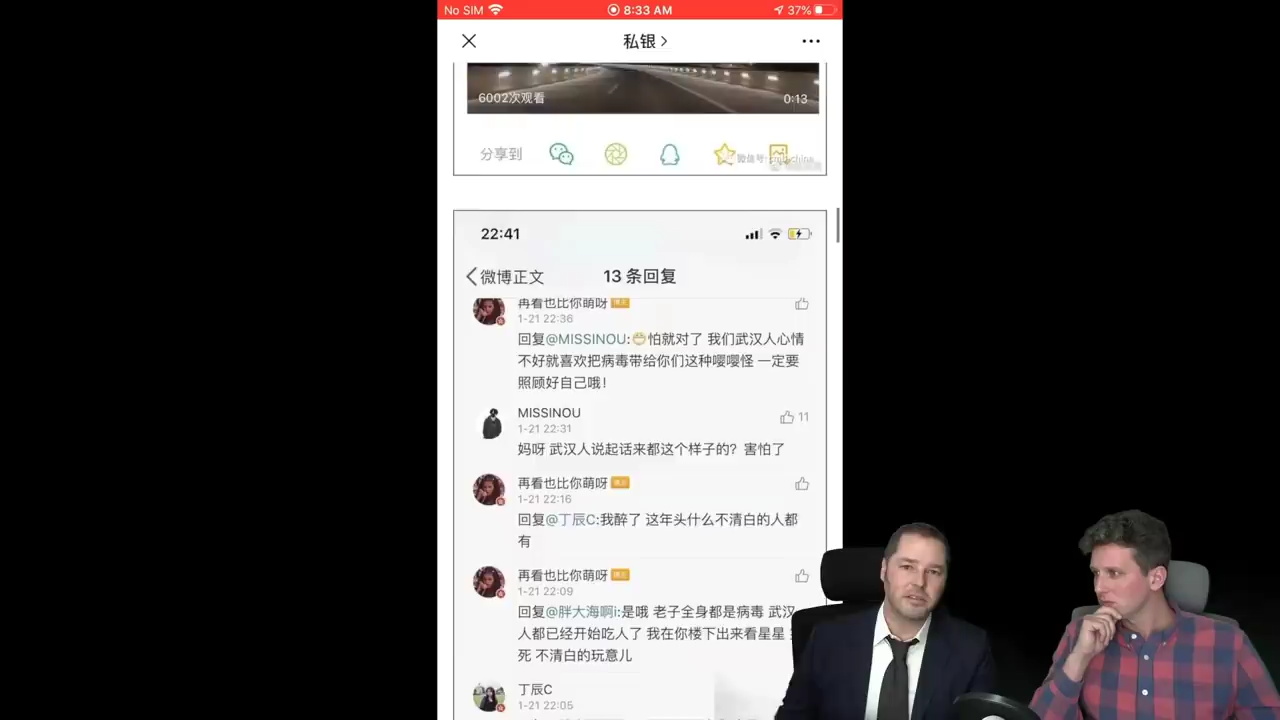 No SIM 8:33 AM 37%
私银
6002次观看 0:13
分享到
22:41
微博正文 13 条回复
再看也比你萌呀
1-21 22:36
回复@MISSINOU:😷怕就对了 我们武汉人心情
不好就喜欢把病毒带给你们这种嘤嘤怪 一定要
照顾好自己哦!
MISSINOU
11
1-21 22:31
妈呀 武汉人说起话来都这个样子的? 害怕了
再看也比你萌呀
1-21 22:16
回复@丁辰C:我醉了 这年头什么不清白的人都
有
再看也比你萌呀
1-21 22:09
回复@胖大海啊i:是哦 老子全身都是病毒 武汉
人都已经开始吃人了 我在你楼下出来看星星
死 不清白的玩意儿
丁辰C
1-21 22:05